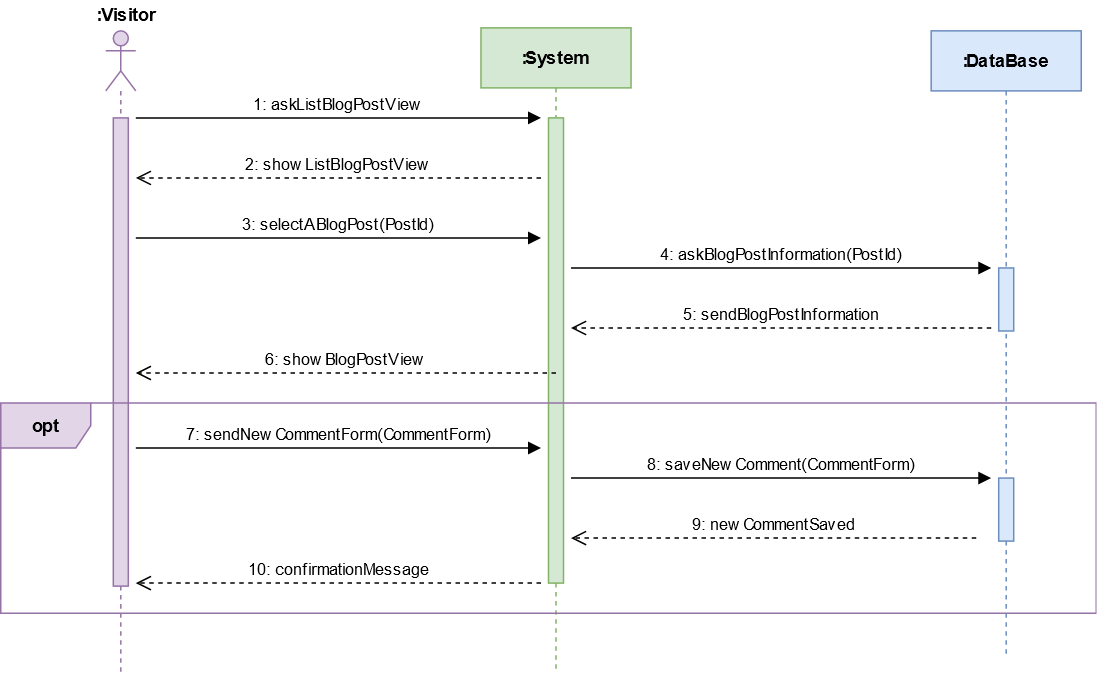 :Visitor
:System
:DataBase
1: askListBlogPostView
2: show ListBlogPostView
3: selectABlogPost(PostId)
4: askBlogPostInformation(PostId)
5: sendBlogPostInformation
6: show BlogPostView
opt
7: sendNew CommentForm(CommentForm)
8: saveNew Comment(CommentForm)
9: new CommentSaved
10: confirmationMessage